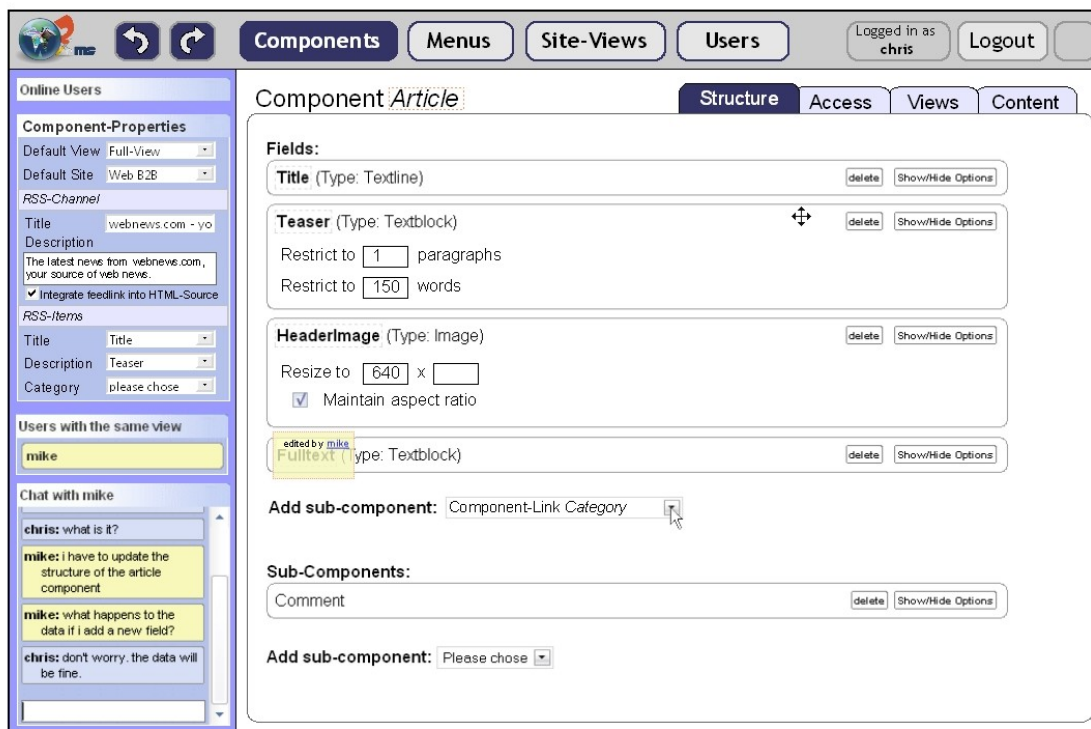 ms
Components
Menus
Site-Views
Users
Logged in as
chris
Logout
Online Users
Component-Properties
Default View Full-View
Default Site Web B2B
RSS-Channel
Title webnews.com - yo
Description
The latest news from webnews.com,
your source of web news.
Integrate feedlink into HTML-Source
RSS-Items
Title Title
Description Teaser
Category please chose
Users with the same view
mike
Chat with mike
chris: what is it?
mike: i have to update the
structure of the article
component
mike: what happens to the
data if i add a new field?
chris: don't worry. the data will
be fine.
Component Article
Structure
Access
Views
Content
Fields:
Title (Type: Textline) delete Show/Hide Options
Teaser (Type: Textblock) delete Show/Hide Options
Restrict to 1 paragraphs
Restrict to 150 words
HeaderImage (Type: Image) delete Show/Hide Options
Resize to 640 x
Maintain aspect ratio
edited by mike
Fulltext (Type: Textblock) delete Show/Hide Options
Add sub-component: Component-Link Category
Sub-Components:
Comment delete Show/Hide Options
Add sub-component: Please chose